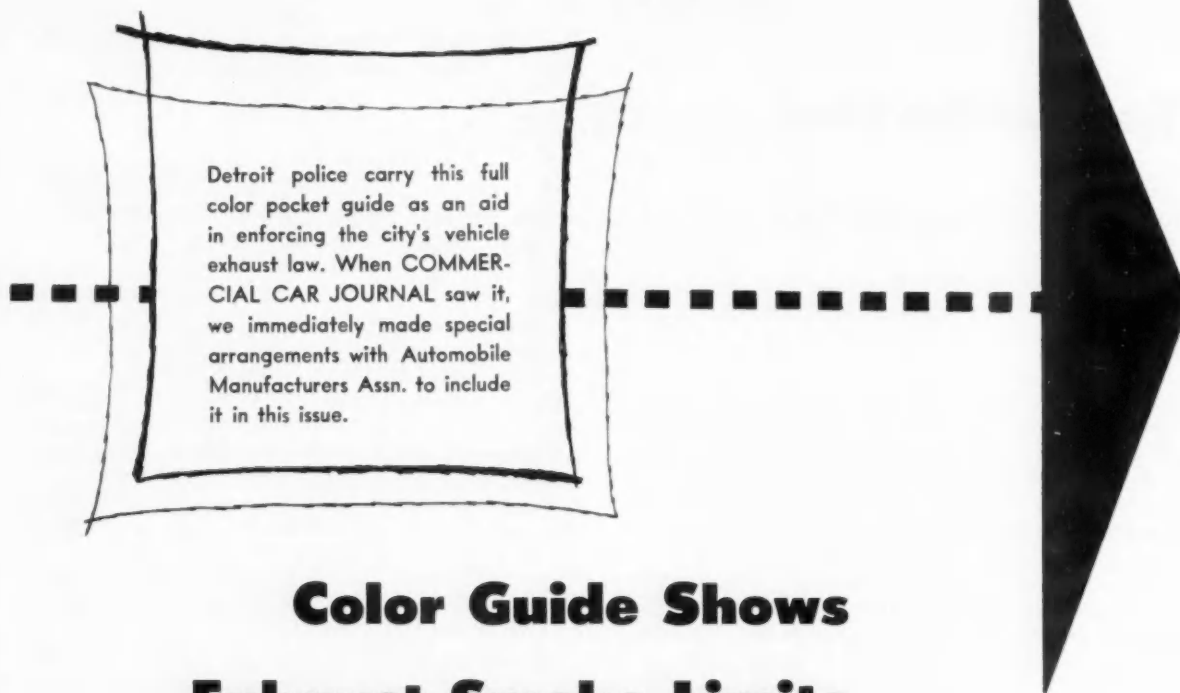 Detroit police carry this full
color pocket guide as an aid
in enforcing the city's vehicle
exhaust law. When COMMER-
CIAL CAR JOURNAL saw it,
we immediately made special
arrangements with Automobile
Manufacturers Assn. to include
it in this issue.
Color Guide Shows